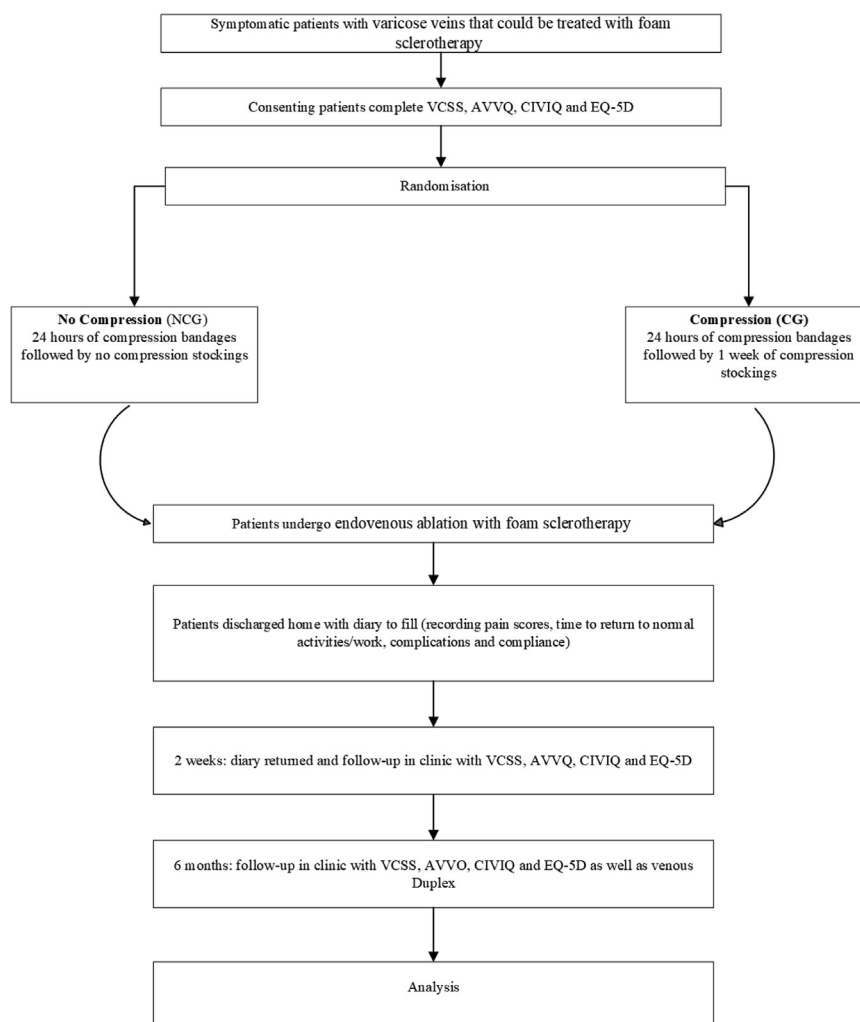 Symptomatic patients with varicose veins that could be treated with foam
sclerotherapy
Consenting patients complete VCSS, AVVQ, CIVIQ and EQ-5D
Randomisation
No Compression (NCG)
24 hours of compression bandages
followed by no compression stockings
Compression (CG)
24 hours of compression bandages
followed by 1 week of compression
stockings
Patients undergo endovenous ablation with foam sclerotherapy
Patients discharged home with diary to fill (recording pain scores, time to return to normal
activities/work, complications and compliance)
2 weeks: diary returned and follow-up in clinic with VCSS, AVVQ, CIVIQ and EQ-5D
6 months: follow-up in clinic with VCSS, AVVO, CIVIQ and EQ-5D as well as venous
Duplex
Analysis